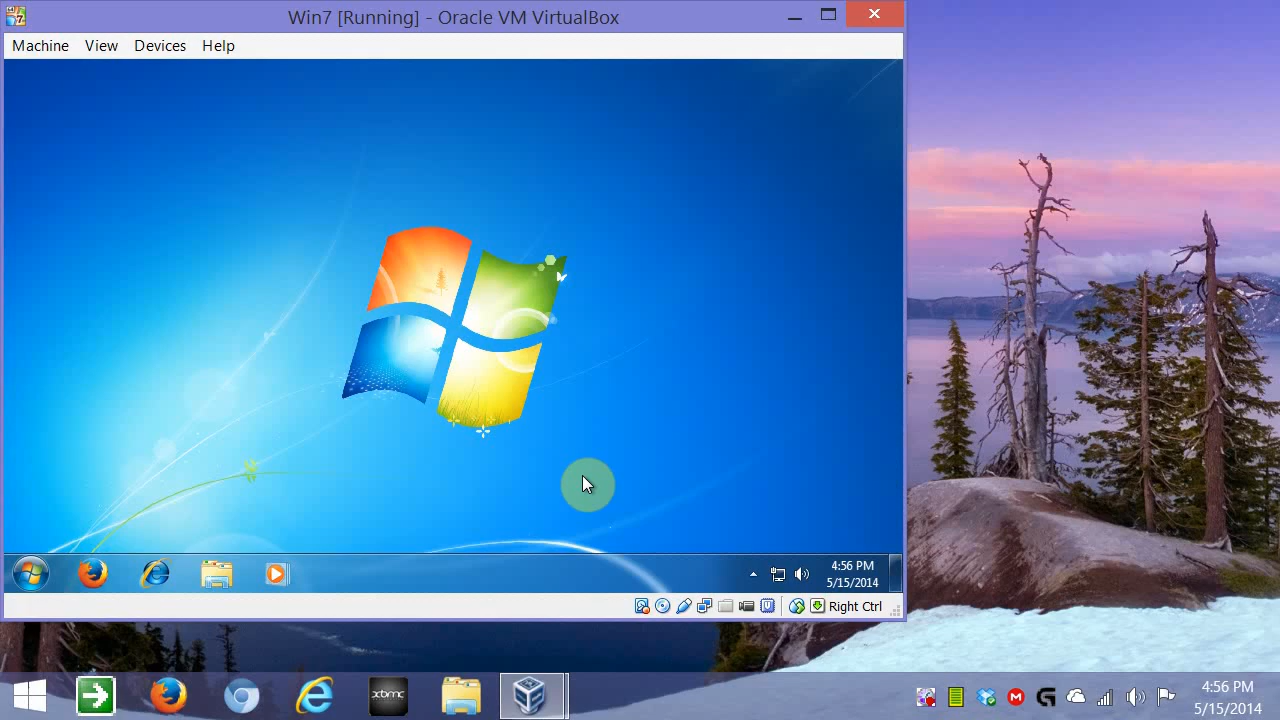 Win7 [Running] - Oracle VM VirtualBox
Machine View Devices Help
4:56 PM
5/15/2014
Right Ctrl
xbmc
4:56 PM
5/15/2014